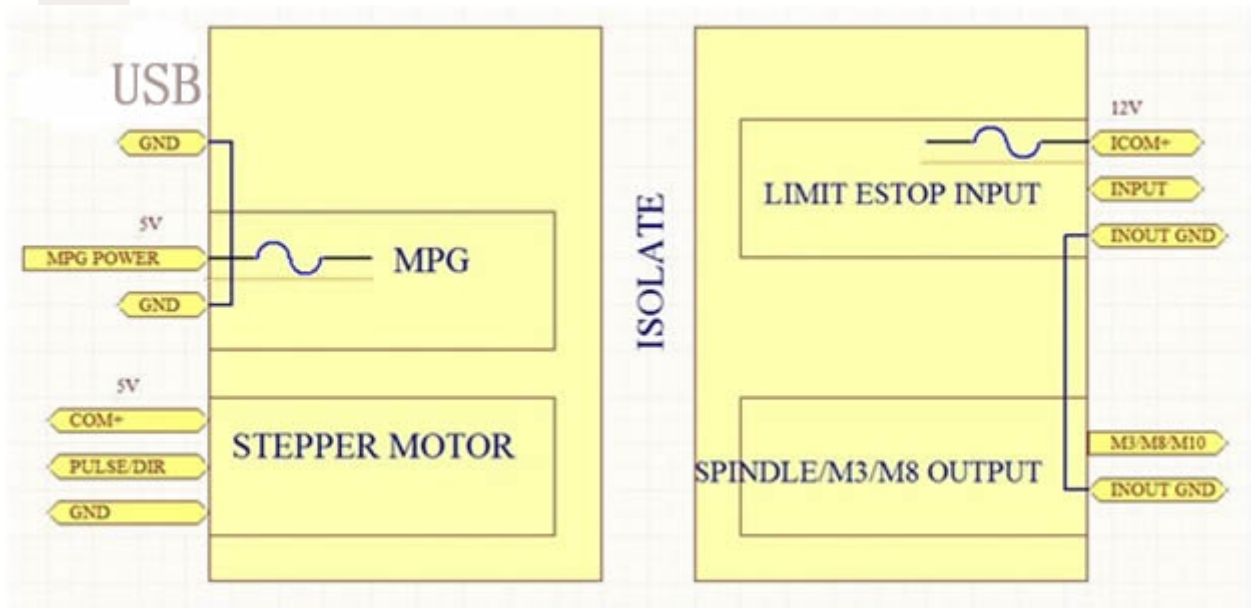 USB
GND
5V
MPG POWER
MPG
GND
5V
COM+
PULSE/DIR
STEPPER MOTOR
GND
ISOLATE
12V
ICOM+
INPUT
LIMIT ESTOP INPUT
INOUT GND
M3/M8/M10
SPINDLE/M3/M8 OUTPUT
INOUT GND